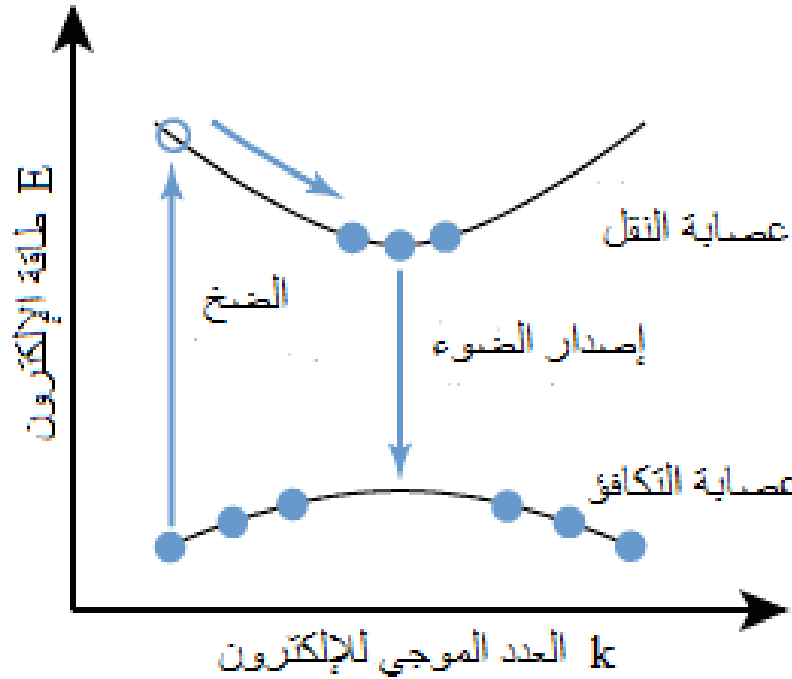 طاقة الإلكترون E
عصابة النقل
الضخ
إصدار الضوء
عصابة التكافؤ
العدد الموجي للإلكترون k